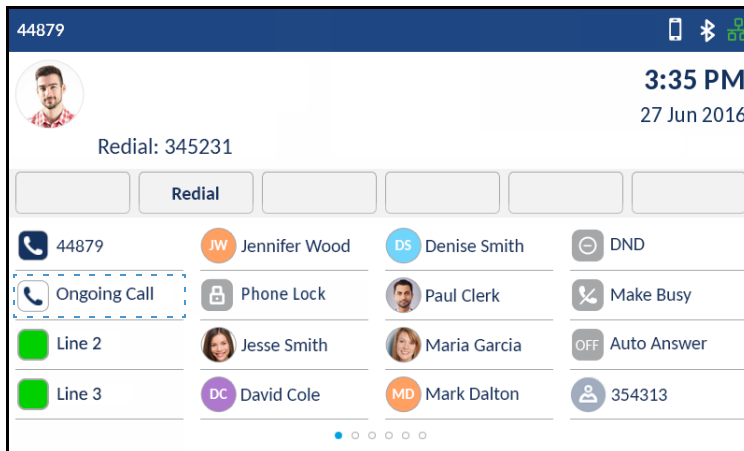 44879
3:35 PM
27 Jun 2016
Redial: 345231
Redial
44879
JW Jennifer Wood
DS Denise Smith
DND
Ongoing Call
Phone Lock
Paul Clerk
Make Busy
Line 2
Jesse Smith
Maria Garcia
OFF Auto Answer
Line 3
DC David Cole
MD Mark Dalton
354313